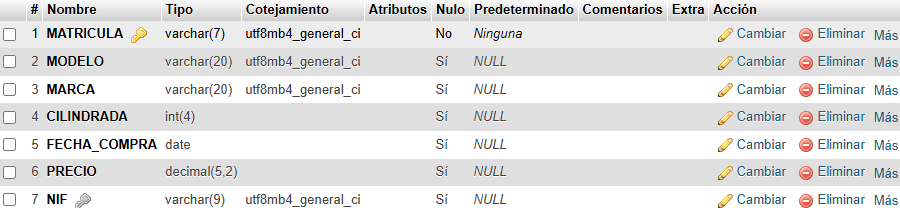 # Nombre Tipo Cotejamiento Atributos Nulo Predeterminado Comentarios Extra Acción
1 MATRICULA varchar(7) utf8mb4_general_ci No Ninguna Cambiar Eliminar Más
2 MODELO varchar(20) utf8mb4_general_ci Sí NULL Cambiar Eliminar Más
3 MARCA varchar(20) utf8mb4_general_ci Sí NULL Cambiar Eliminar Más
4 CILINDRADA int(4) Sí NULL Cambiar Eliminar Más
5 FECHA_COMPRA date Sí NULL Cambiar Eliminar Más
6 PRECIO decimal(5,2) Sí NULL Cambiar Eliminar Más
7 NIF varchar(9) utf8mb4_general_ci Sí NULL Cambiar Eliminar Más